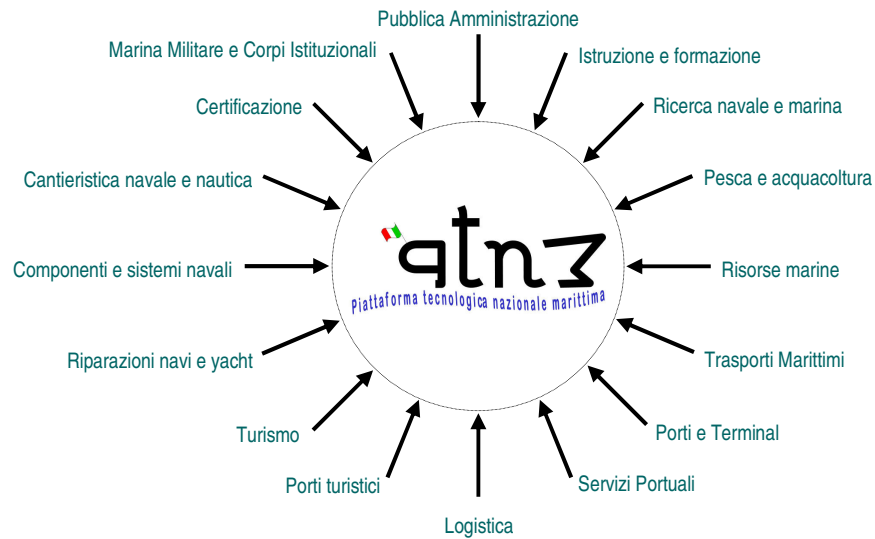 Pubblica Amministrazione
Marina Militare e Corpi Istituzionali
Istruzione e formazione
Certificazione
Ricerca navale e marina
Cantieristica navale e nautica
Pesca e acquacoltura
ptnm
Piattaforma tecnologica nazionale marittima
Componenti e sistemi navali
Risorse marine
Riparazioni navi e yacht
Trasporti Marittimi
Turismo
Porti e Terminal
Porti turistici
Servizi Portuali
Logistica